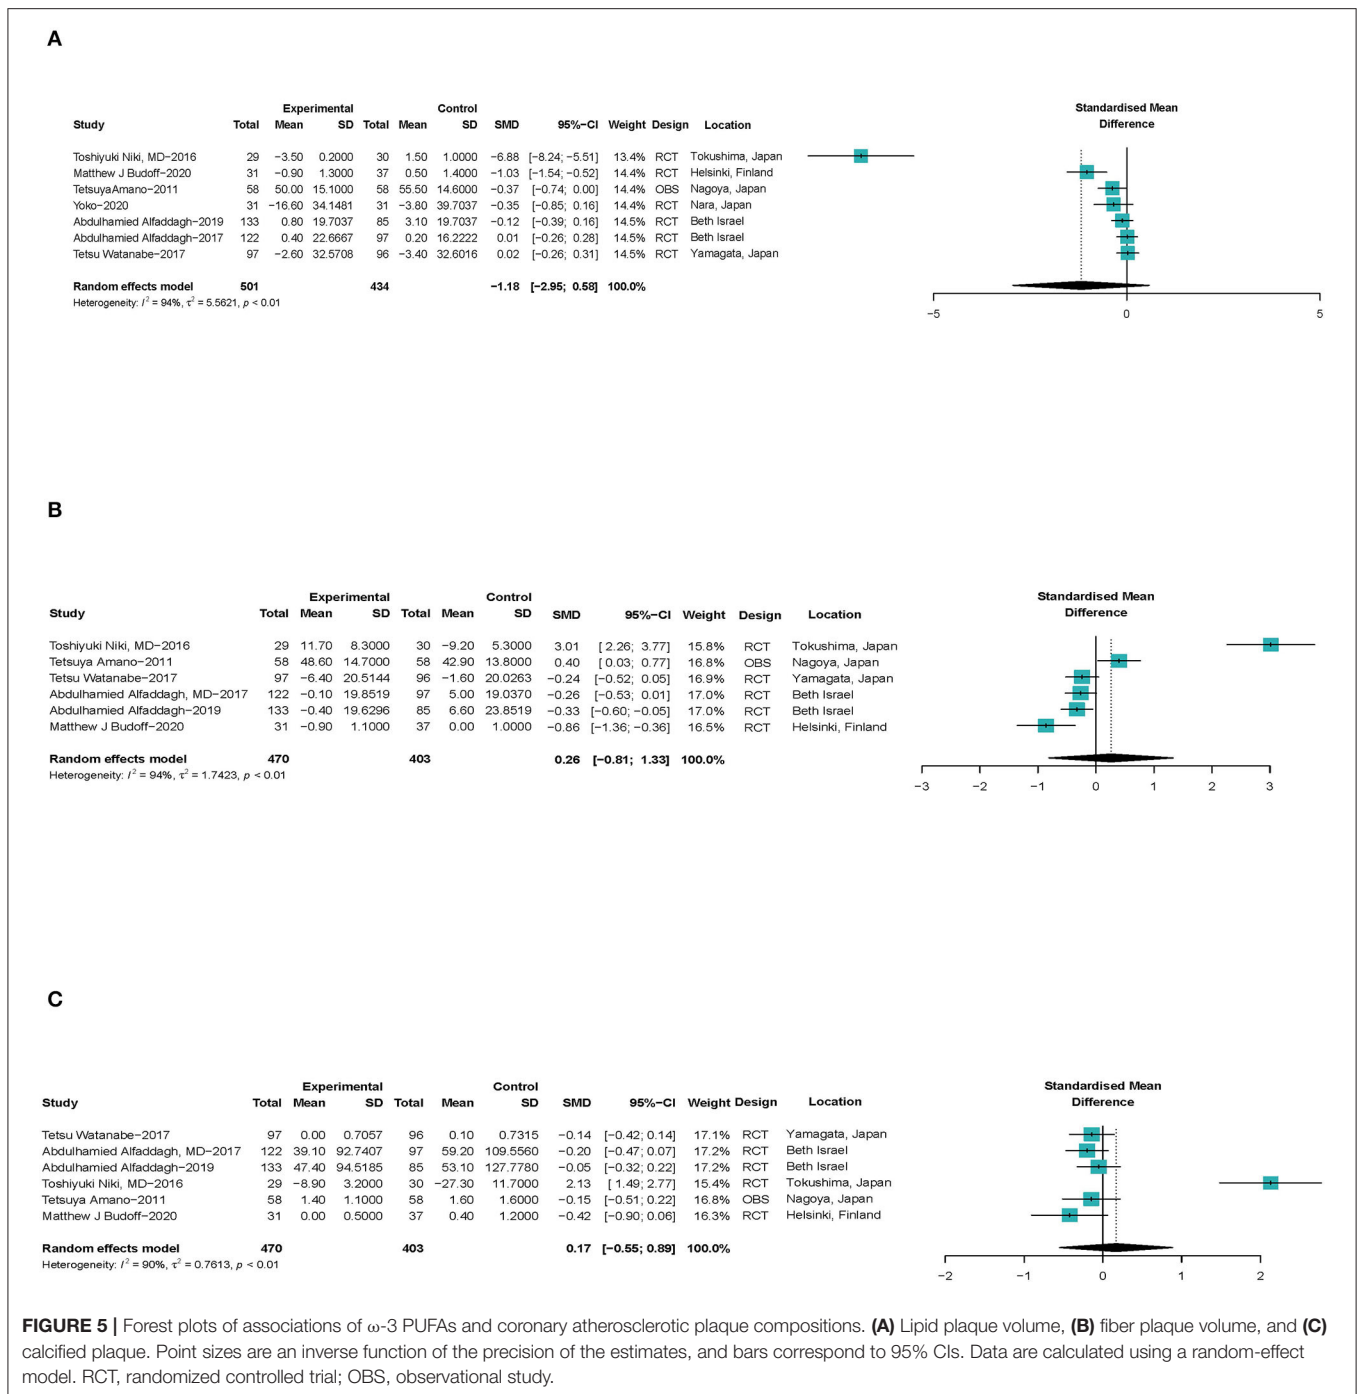 A
Experimental Control Standardised Mean
Study Total Mean SD Total Mean SD SMD 95%−CI Weight Design Location Difference
Toshiyuki Niki, MD−2016 29 −3.50 0.2000 30 1.50 1.0000 −6.88 [−8.24; −5.51] 13.4% RCT Tokushima, Japan
Matthew J Budoff−2020 31 −0.90 1.3000 37 0.50 1.4000 −1.03 [−1.54; −0.52] 14.4% RCT Helsinki, Finland
TetsuyaAmano−2011 58 50.00 15.1000 58 55.50 14.6000 −0.37 [−0.74; 0.00] 14.4% OBS Nagoya, Japan
Yoko−2020 31 −16.60 34.1481 31 −3.80 39.7037 −0.35 [−0.85; 0.16] 14.4% RCT Nara, Japan
Abdulhamied Alfaddagh−2019 133 0.80 19.7037 85 3.10 19.7037 −0.12 [−0.39; 0.16] 14.5% RCT Beth Israel
Abdulhamied Alfaddagh−2017 122 0.40 22.6667 97 0.20 16.2222 0.01 [−0.26; 0.28] 14.5% RCT Beth Israel
Tetsu Watanabe−2017 97 −2.60 32.5708 96 −3.40 32.6016 0.02 [−0.26; 0.31] 14.5% RCT Yamagata, Japan
Random effects model 501 434 −1.18 [−2.95; 0.58] 100.0%
Heterogeneity: I² = 94%, τ² = 5.5621, p < 0.01
−5 0 5
B
Experimental Control Standardised Mean
Study Total Mean SD Total Mean SD SMD 95%−CI Weight Design Location Difference
Toshiyuki Niki, MD−2016 29 11.70 8.3000 30 −9.20 5.3000 3.01 [ 2.26; 3.77] 15.8% RCT Tokushima, Japan
Tetsuya Amano−2011 58 48.60 14.7000 58 42.90 13.8000 0.40 [ 0.03; 0.77] 16.8% OBS Nagoya, Japan
Tetsu Watanabe−2017 97 −6.40 20.5144 96 −1.60 20.0263 −0.24 [−0.52; 0.05] 16.9% RCT Yamagata, Japan
Abdulhamied Alfaddagh, MD−2017 122 −0.10 19.8519 97 5.00 19.0370 −0.26 [−0.53; 0.01] 17.0% RCT Beth Israel
Abdulhamied Alfaddagh−2019 133 −0.40 19.6296 85 6.60 23.8519 −0.33 [−0.60; −0.05] 17.0% RCT Beth Israel
Matthew J Budoff−2020 31 −0.90 1.1000 37 0.00 1.0000 −0.86 [−1.36; −0.36] 16.5% RCT Helsinki, Finland
Random effects model 470 403 0.26 [−0.81; 1.33] 100.0%
Heterogeneity: I² = 94%, τ² = 1.7423, p < 0.01
−3 −2 −1 0 1 2 3
C
Experimental Control Standardised Mean
Study Total Mean SD Total Mean SD SMD 95%−CI Weight Design Location Difference
Tetsu Watanabe−2017 97 0.00 0.7057 96 0.10 0.7315 −0.14 [−0.42; 0.14] 17.1% RCT Yamagata, Japan
Abdulhamied Alfaddagh, MD−2017 122 39.10 92.7407 97 59.20 109.5560 −0.20 [−0.47; 0.07] 17.2% RCT Beth Israel
Abdulhamied Alfaddagh−2019 133 47.40 94.5185 85 53.10 127.7780 −0.05 [−0.32; 0.22] 17.2% RCT Beth Israel
Toshiyuki Niki, MD−2016 29 −8.90 3.2000 30 −27.30 11.7000 2.13 [ 1.49; 2.77] 15.4% RCT Tokushima, Japan
Tetsuya Amano−2011 58 1.40 1.1000 58 1.60 1.6000 −0.15 [−0.51; 0.22] 16.8% OBS Nagoya, Japan
Matthew J Budoff−2020 31 0.00 0.5000 37 0.40 1.2000 −0.42 [−0.90; 0.06] 16.3% RCT Helsinki, Finland
Random effects model 470 403 0.17 [−0.55; 0.89] 100.0%
Heterogeneity: I² = 90%, τ² = 0.7613, p < 0.01
−2 −1 0 1 2
FIGURE 5 | Forest plots of associations of ω-3 PUFAs and coronary atherosclerotic plaque compositions. (A) Lipid plaque volume, (B) fiber plaque volume, and (C)
calcified plaque. Point sizes are an inverse function of the precision of the estimates, and bars correspond to 95% CIs. Data are calculated using a random-effect
model. RCT, randomized controlled trial; OBS, observational study.